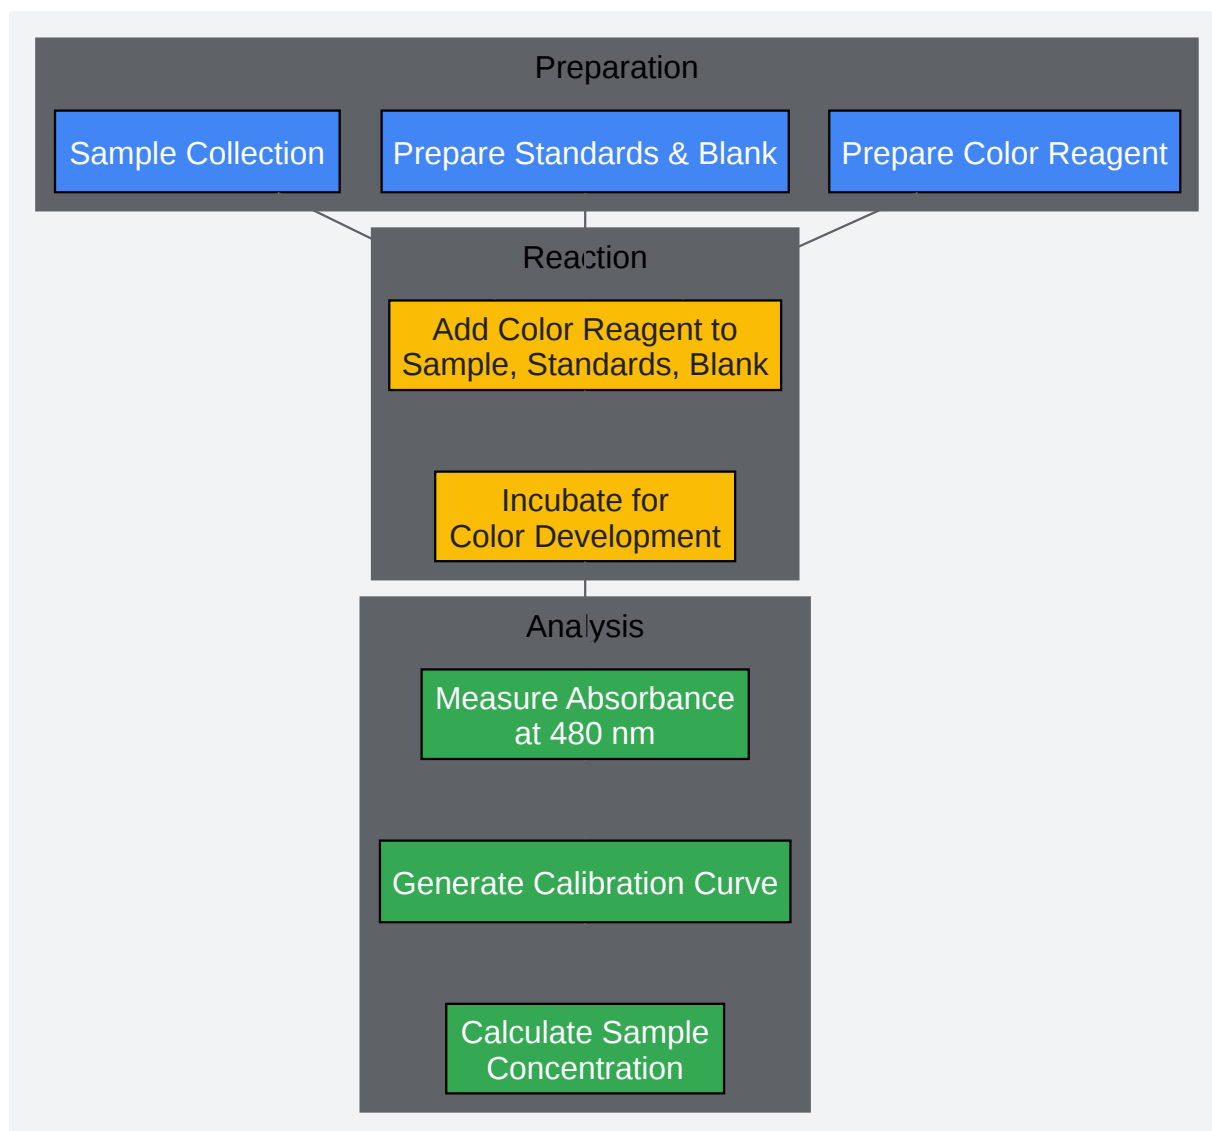 Preparation
Sample Collection
Prepare Standards & Blank
Prepare Color Reagent
Reaction
Add Color Reagent to
Sample, Standards, Blank
Incubate for
Color Development
Analysis
Measure Absorbance
at 480 nm
Generate Calibration Curve
Calculate Sample
Concentration